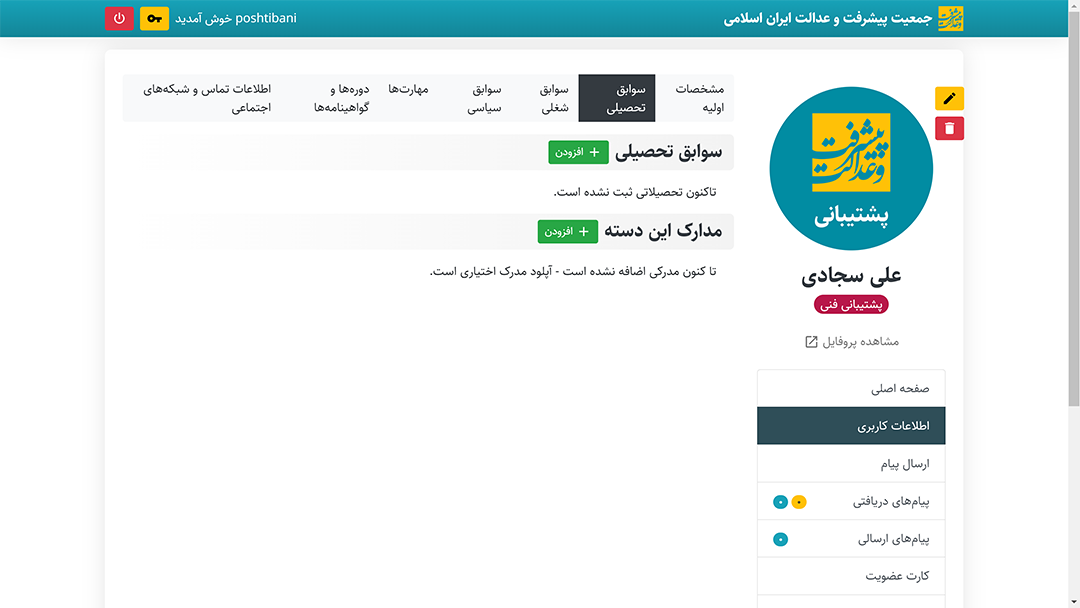 جمعیت پیشرفت و عدالت ایران اسلامی
poshtibani خوش آمدید
پیشرفت و عدالت
پشتیبانی
علی سجادی
پشتیبانی فنی
مشاهده پروفایل
صفحه اصلی
اطلاعات کاربری
ارسال پیام
پیام‌های دریافتی ۰ ۰
پیام‌های ارسالی ۰
کارت عضویت
مشخصات اولیه
سوابق تحصیلی
سوابق شغلی
سوابق سیاسی
مهارت‌ها
دوره‌ها و گواهینامه‌ها
اطلاعات تماس و شبکه‌های اجتماعی
سوابق تحصیلی + افزودن
تاکنون تحصیلاتی ثبت نشده است.
مدارک این دسته + افزودن
تا کنون مدرکی اضافه نشده است - آپلود مدرک اختیاری است.